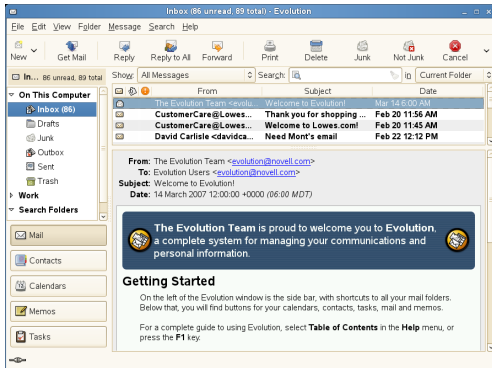 Inbox (86 unread, 89 total) - Evolution
File Edit View Folder Message Search Help
New Get Mail Reply Reply to All Forward Print Delete Junk Not Junk Cancel
In... 86 unread, 89 total
Show: All Messages Search: in Current Folder
On This Computer
Inbox (86)
Drafts
Junk
Outbox
Sent
Trash
Work
Search Folders
Mail
Contacts
Calendars
Memos
Tasks
From Subject Date
The Evolution Team <evolu... Welcome to Evolution! Mar 14 6:00 AM
CustomerCare@Lowes... Thank you for shopping ... Feb 20 11:56 AM
CustomerCare@Lowes... Welcome to Lowes.com! Feb 20 11:45 AM
David Carlisle <davidca... Need Mont's email Feb 22 12:12 PM
From: The Evolution Team <evolution@novell.com>
To: Evolution Users <evolution@novell.com>
Subject: Welcome to Evolution!
Date: 14 March 2007 12:00:00 +0000 (06:00 MDT)
The Evolution Team is proud to welcome you to Evolution,
a complete system for managing your communications and
personal information.
Getting Started
On the left of the Evolution window is the side bar, with shortcuts to all your mail folders.
Below that, you will find buttons for your calendars, contacts, tasks, mail and memos.
For a complete guide to using Evolution, select Table of Contents in the Help menu, or
press the F1 key.